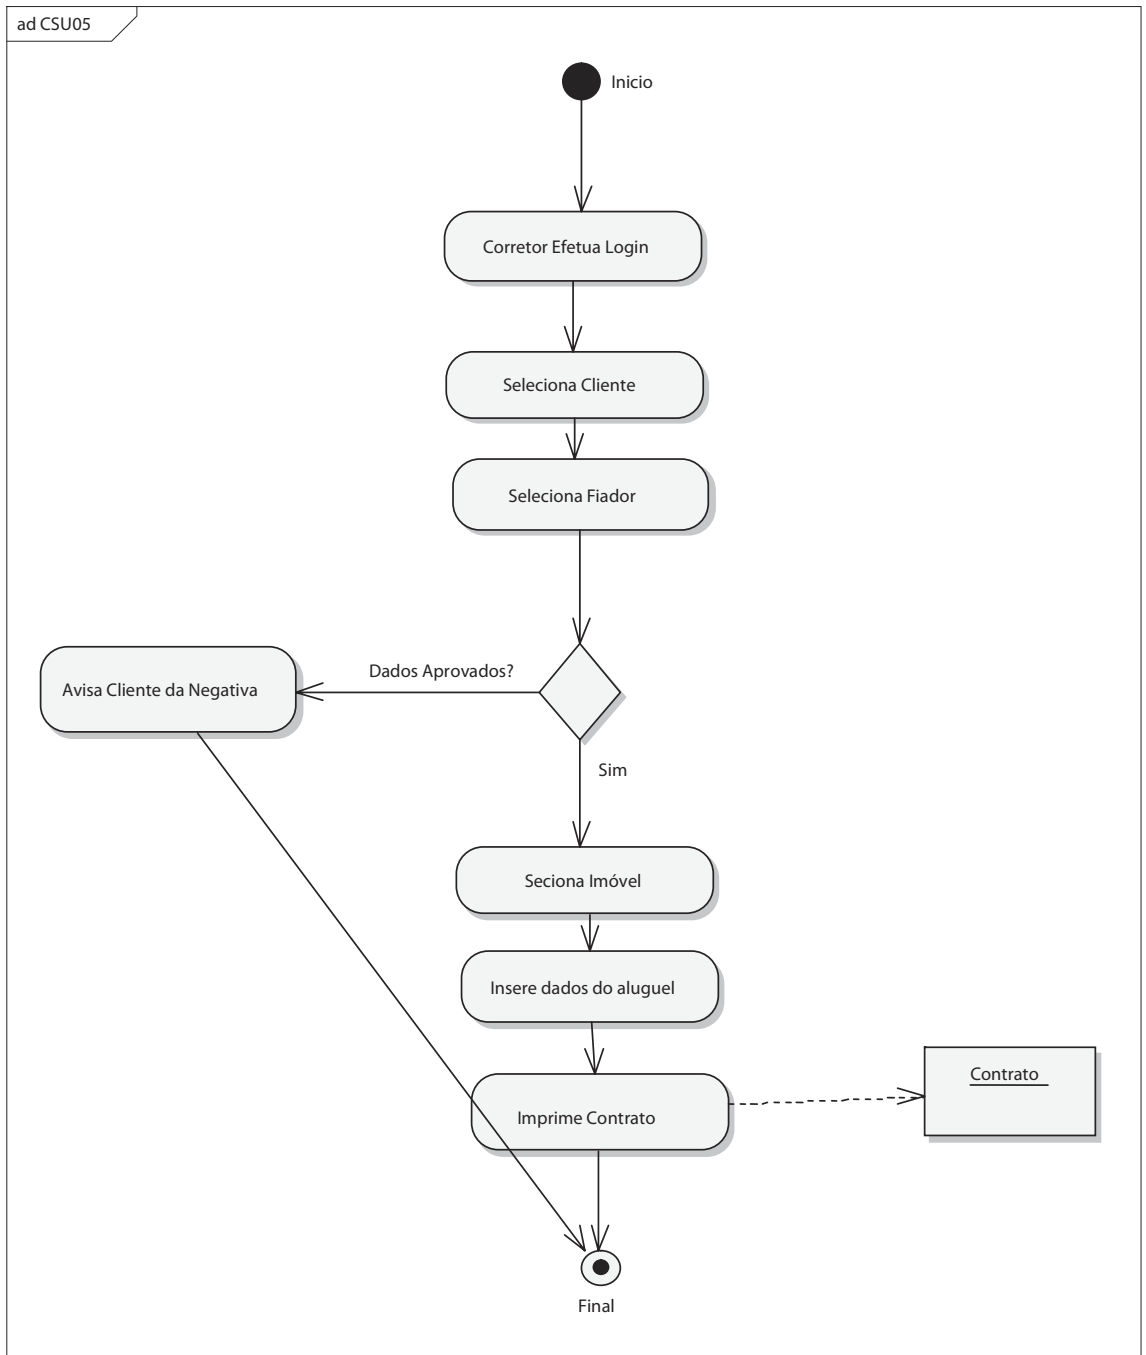 ad CSU05
Inicio
Corretor Efetua Login
Seleciona Cliente
Seleciona Fiador
Dados Aprovados?
Avisa Cliente da Negativa
Sim
Seciona Imóvel
Insere dados do aluguel
Contrato
Imprime Contrato
Final